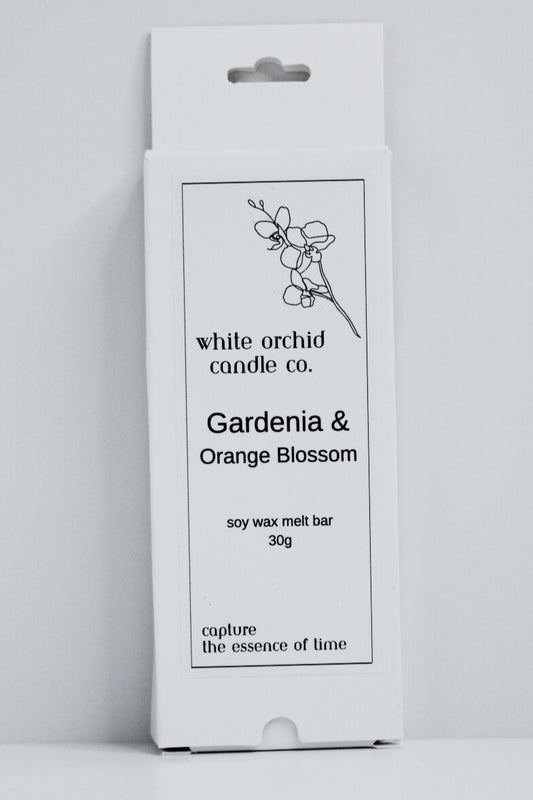 white orchid
candle co.
Gardenia &
Orange Blossom
soy wax melt bar
30g
capture
the essence of time